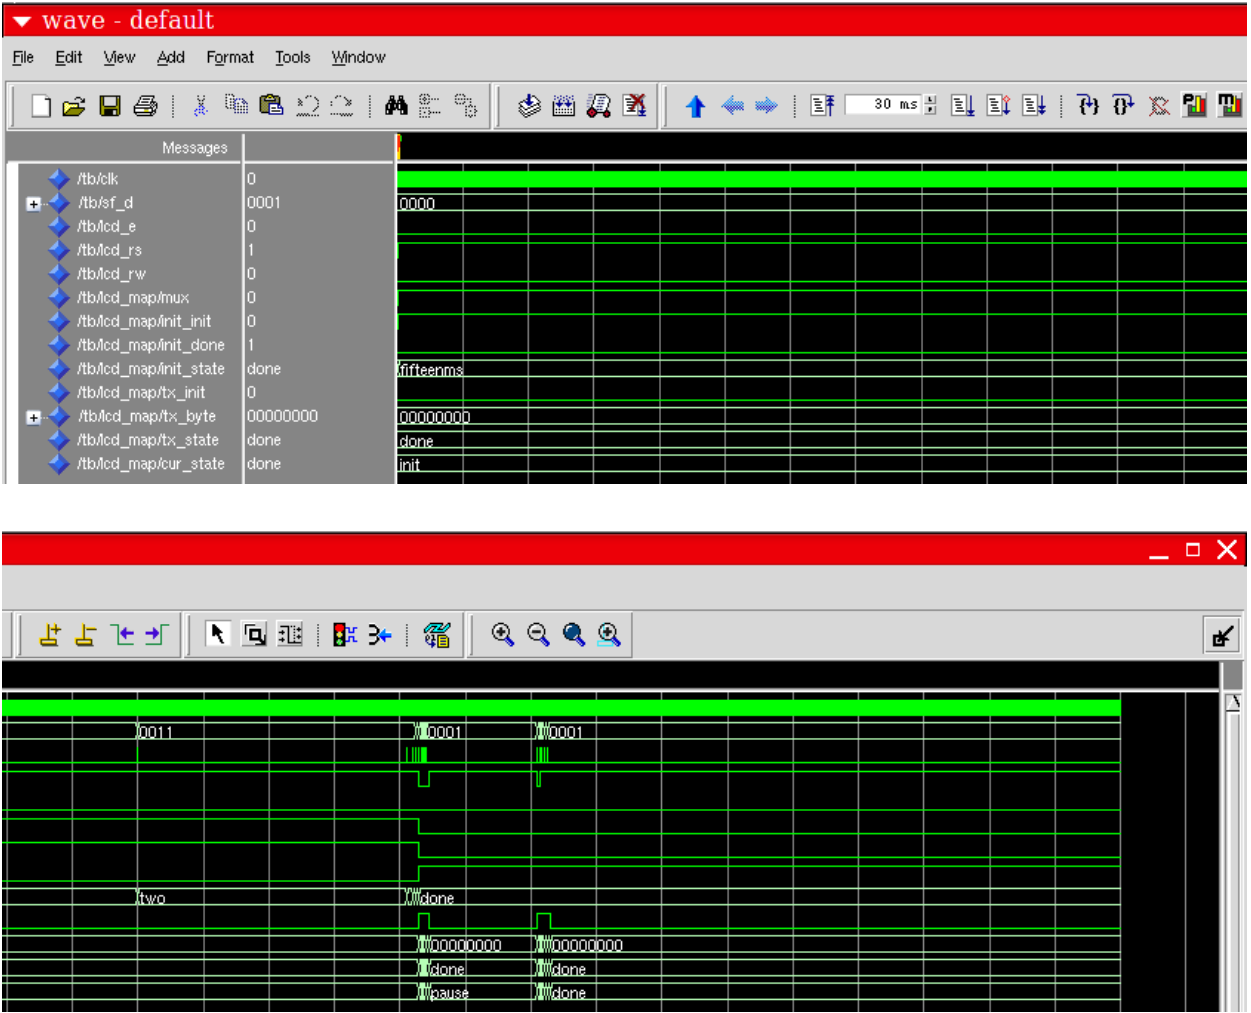 wave - default
File Edit View Add Format Tools Window
30 ms
Messages
/tb/clk 0
/tb/sf_d 0001 0000
/tb/lcd_e 0
/tb/lcd_rs 1
/tb/lcd_rw 0
/tb/lcd_map/mux 0
/tb/lcd_map/init_init 0
/tb/lcd_map/init_done 1
/tb/lcd_map/init_state done fifteenms
/tb/lcd_map/tx_init 0
/tb/lcd_map/tx_byte 00000000 00000000
/tb/lcd_map/tx_state done done
/tb/lcd_map/cur_state done init
0011 0001 0001
two done
00000000 00000000
done done
pause done